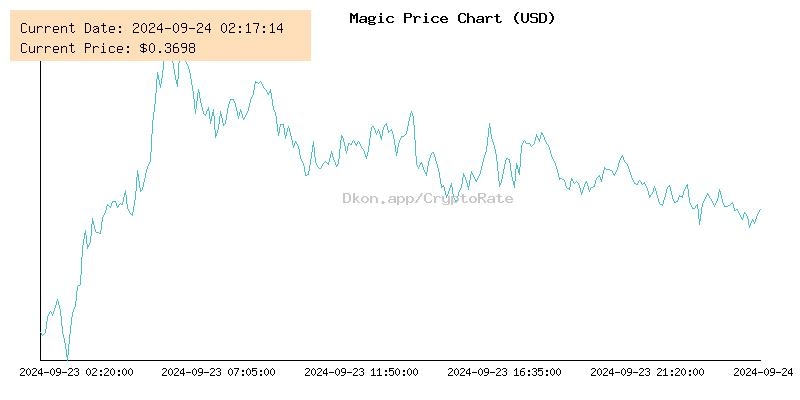 Magic Price Chart (USD)
Current Date: 2024-09-24 02:17:14
Current Price: $0.3698
Dkon.app/CryptoRate
2024-09-23 02:20:00 2024-09-23 07:05:00 2024-09-23 11:50:00 2024-09-23 16:35:00 2024-09-23 21:20:00 2024-09-24